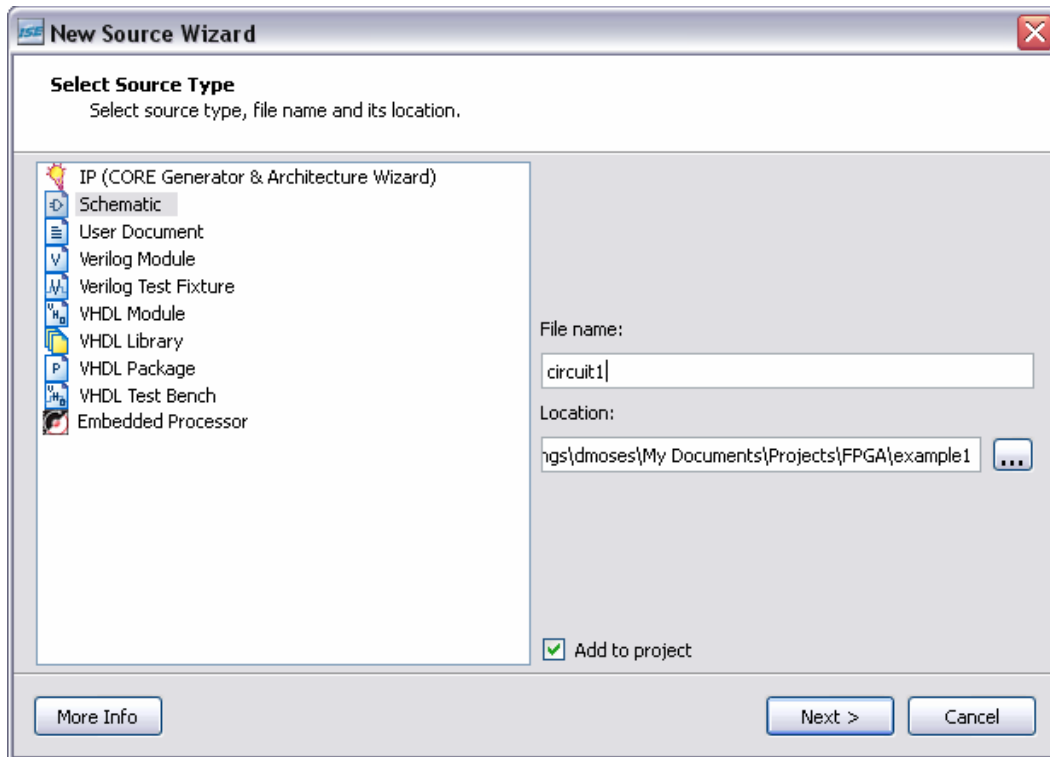 ISE New Source Wizard
Select Source Type
Select source type, file name and its location.
IP (CORE Generator & Architecture Wizard)
Schematic
User Document
Verilog Module
Verilog Test Fixture
VHDL Module
VHDL Library
VHDL Package
VHDL Test Bench
Embedded Processor
File name:
circuit1
Location:
ngs\dmoses\My Documents\Projects\FPGA\example1
...
Add to project
More Info
Next >
Cancel